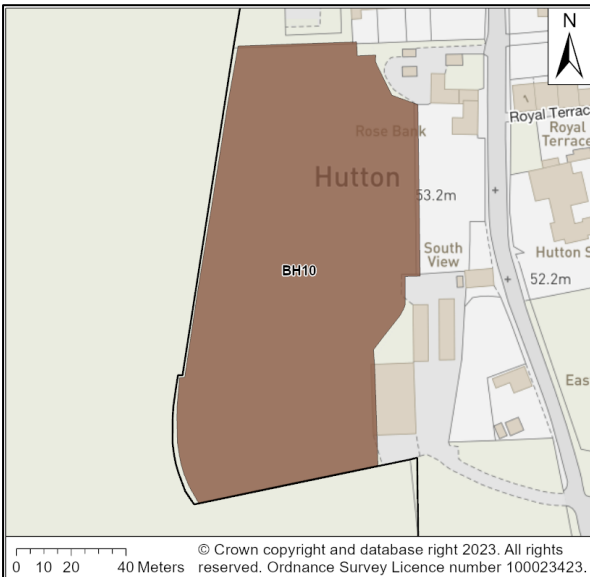 N
Royal Terrac
Rose Bank
Royal
Terrace
Hutton
53.2m
South
View
Hutton S
BH10
52.2m
Eas
0 10 20 40 Meters
© Crown copyright and database right 2023. All rights
reserved. Ordnance Survey Licence number 100023423.